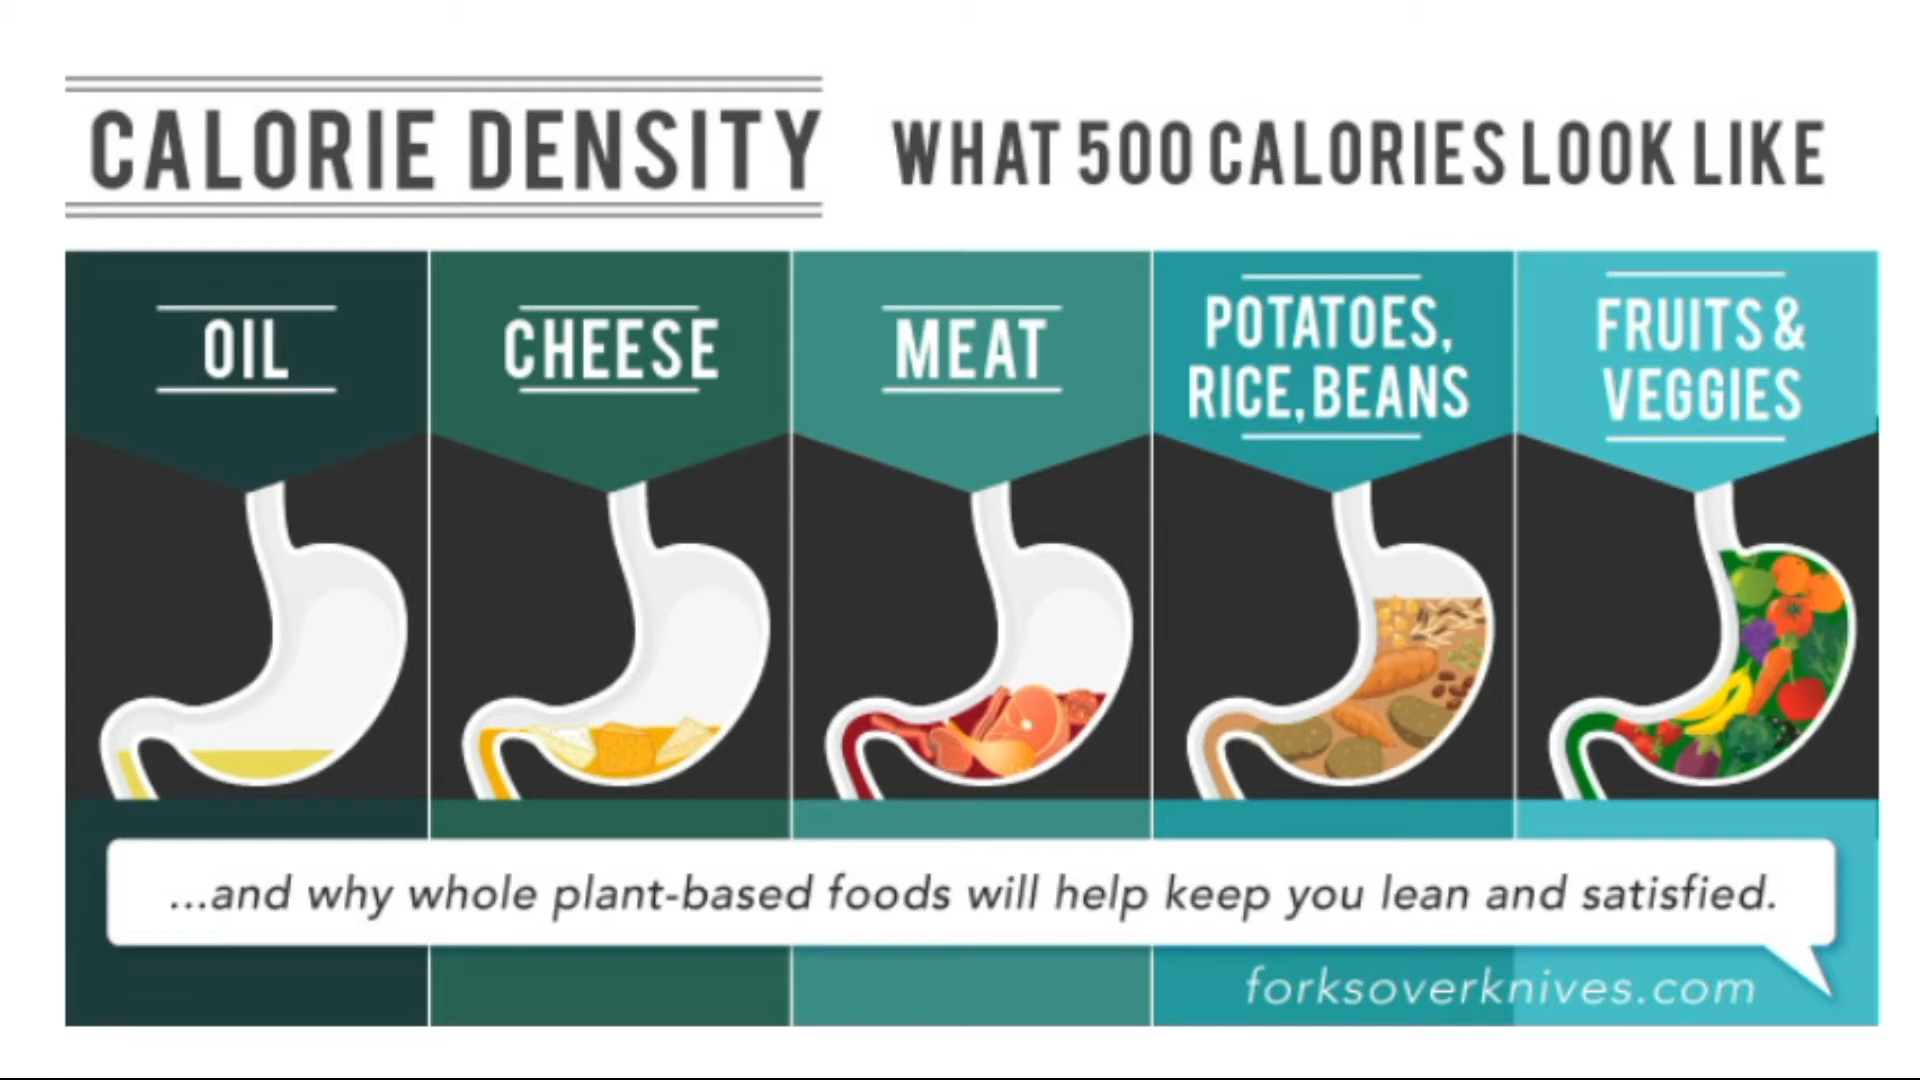 CALORIE DENSITY
WHAT 500 CALORIES LOOK LIKE
OIL
CHEESE
MEAT
POTATOES,
RICE, BEANS
FRUITS &
VEGGIES
...and why whole plant-based foods will help keep you lean and satisfied.
forksoverknives.com